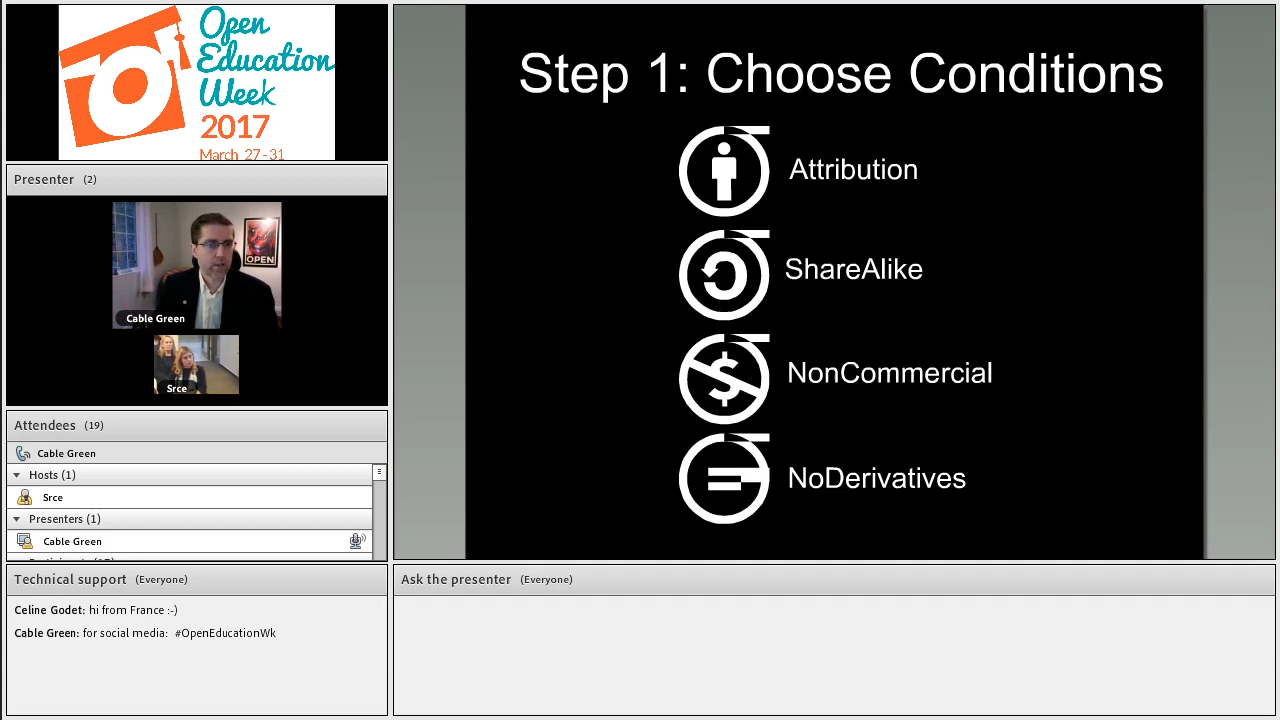 Open
Education
Week
2017
March 27-31
Presenter (2)
OPEN
Cable Green
Srce
Attendees (19)
Cable Green
Hosts (1)
Srce
Presenters (1)
Cable Green
Technical support (Everyone)
Celine Godet: hi from France :-)
Cable Green: for social media: #OpenEducationWk
Step 1: Choose Conditions
Attribution
ShareAlike
$ NonCommercial
= NoDerivatives
Ask the presenter (Everyone)